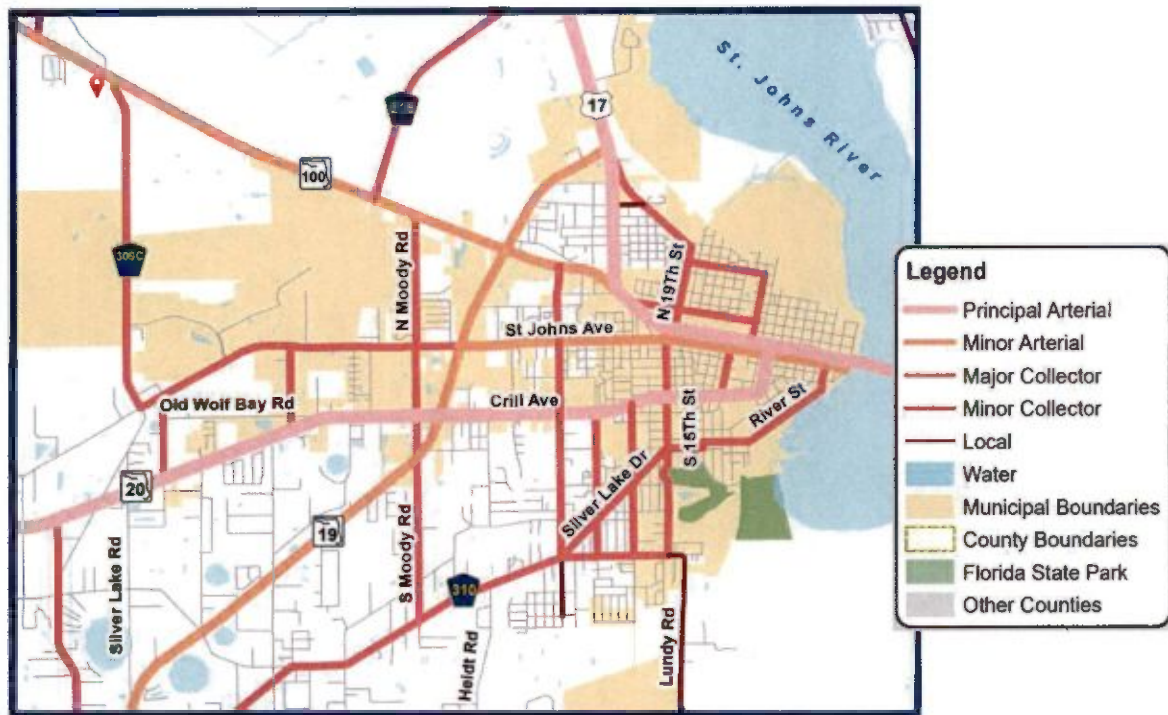 St. Johns River
17
100
309C
N Moody Rd
N 19Th St
St Johns Ave
Old Wolf Bay Rd
Crill Ave
River St
S 15Th St
Silver Lake Dr
20
19
S Moody Rd
310
Silver Lake Rd
Heidt Rd
Lundy Rd
Legend
Principal Arterial
Minor Arterial
Major Collector
Minor Collector
Local
Water
Municipal Boundaries
County Boundaries
Florida State Park
Other Counties